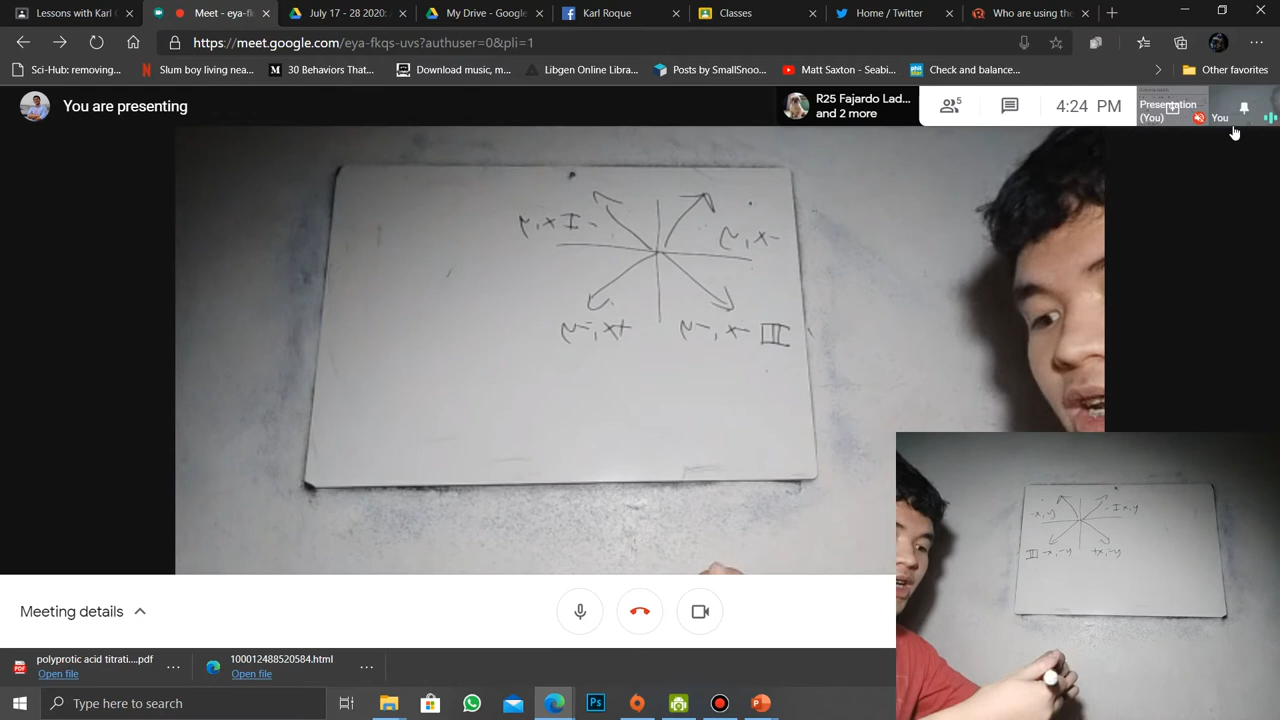 Lessons with Karl C
Meet - eya-fk
July 17 - 28 2020:
My Drive - Google
Karl Roque
Classes
Home / Twitter
Who are using the
https://meet.google.com/eya-fkqs-uvs?authuser=0&pli=1
Sci-Hub: removing...
Slum boy living nea...
30 Behaviors That...
Download music, m...
Libgen Online Libra...
Posts by SmallSnoo...
Matt Saxton - Seabi...
Check and balance...
Other favorites
You are presenting
R25 Fajardo Lad...
and 2 more
5
4:24 PM
Presentation
(You)
You
-x, y
I x, y
III -x, -y
+x, -y
Meeting details
polyprotic acid titrati....pdf
Open file
100012488520584.html
Open file
Type here to search